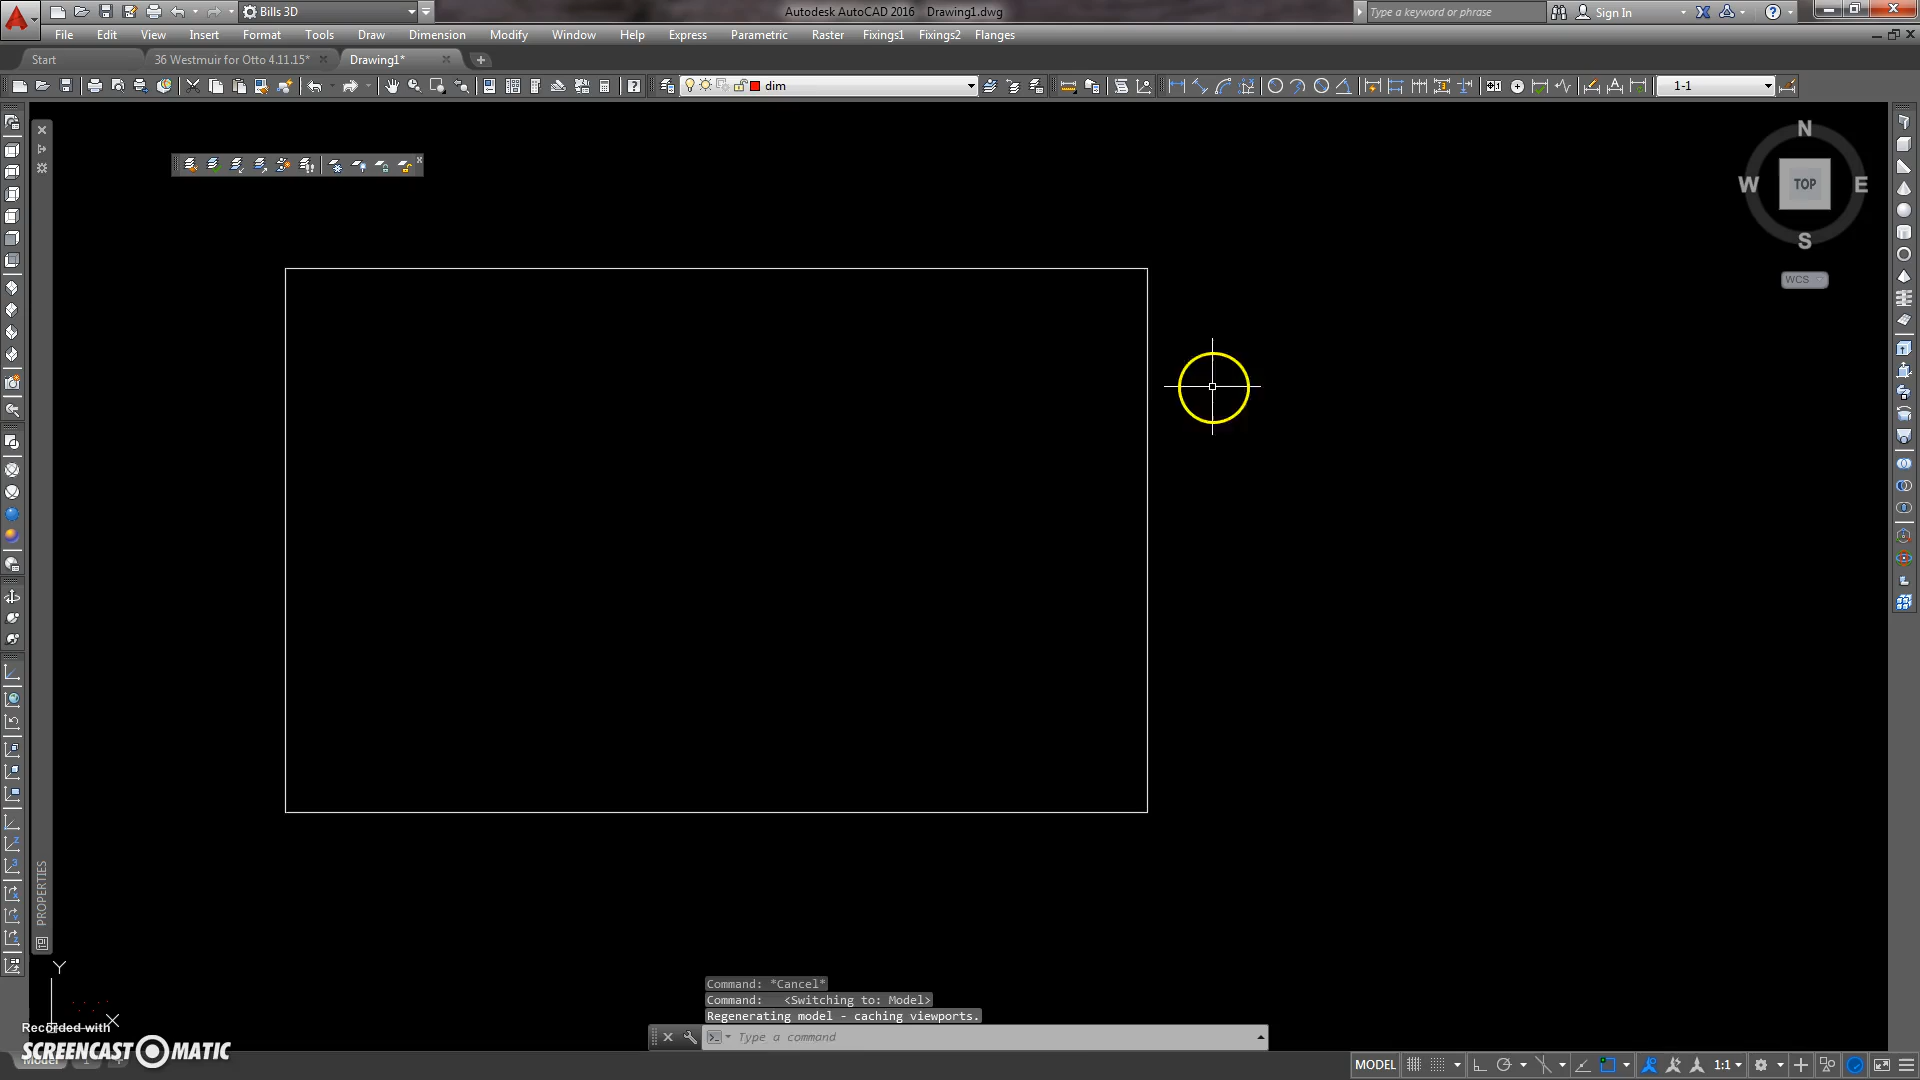 Bills 3D
Autodesk AutoCAD 2016 Drawing1.dwg
Type a keyword or phrase
Sign In
File Edit View Insert Format Tools Draw Dimension Modify Window Help Express Parametric Raster Fixings1 Fixings2 Flanges
Start
36 Westmuir for Otto 4.11.15*
Drawing1*
dim
1-1
N
W TOP E
S
WCS
PROPERTIES
Y
X
Command: *Cancel*
Command: <Switching to: Model>
Regenerating model - caching viewports.
Type a command
Recorded with
SCREENCAST MATIC
Model
MODEL
1:1